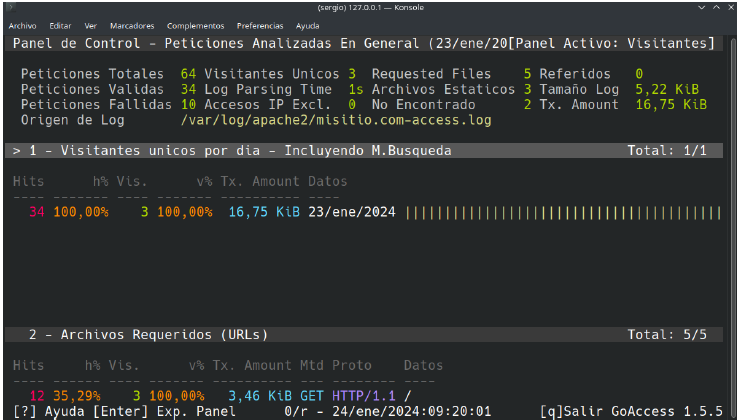 (sergio) 127.0.0.1 — Konsole
Archivo Editar Ver Marcadores Complementos Preferencias Ayuda
Panel de Control - Peticiones Analizadas En General (23/ene/20[Panel Activo: Visitantes]
Peticiones Totales 64 Visitantes Unicos 3 Requested Files 5 Referidos 0
Peticiones Validas 34 Log Parsing Time 1s Archivos Estaticos 3 Tamaño Log 5,22 KiB
Peticiones Fallidas 10 Accesos IP Excl. 0 No Encontrado 2 Tx. Amount 16,75 KiB
Origen de Log /var/log/apache2/misitio.com-access.log
> 1 - Visitantes unicos por dia - Incluyendo M.Busqueda Total: 1/1
Hits h% Vis. v% Tx. Amount Datos
---- ------- ---- ------- ---------- ----
34 100,00% 3 100,00% 16,75 KiB 23/ene/2024 ||||||||||||||||||||||||||||||||||||||||
2 - Archivos Requeridos (URLs) Total: 5/5
Hits h% Vis. v% Tx. Amount Mtd Proto Datos
---- ------ ---- ------- ---------- --- -------- ----
12 35,29% 3 100,00% 3,46 KiB GET HTTP/1.1 /
[?] Ayuda [Enter] Exp. Panel 0/r - 24/ene/2024:09:20:01 [q]Salir GoAccess 1.5.5